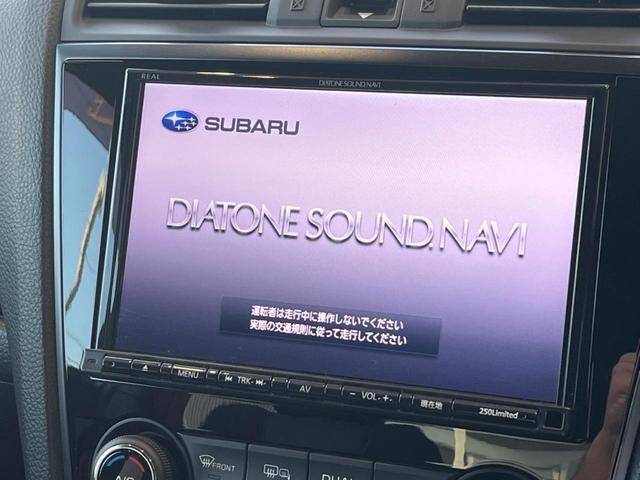 REAL
DIATONE SOUND.NAVI
SUBARU
DIATONE SOUND.NAVI
運転者は走行中に操作しないでください
実際の交通規則に従って走行してください
MENU
TRK
AV
− VOL +
現在地
250Limited
FRONT
A/C